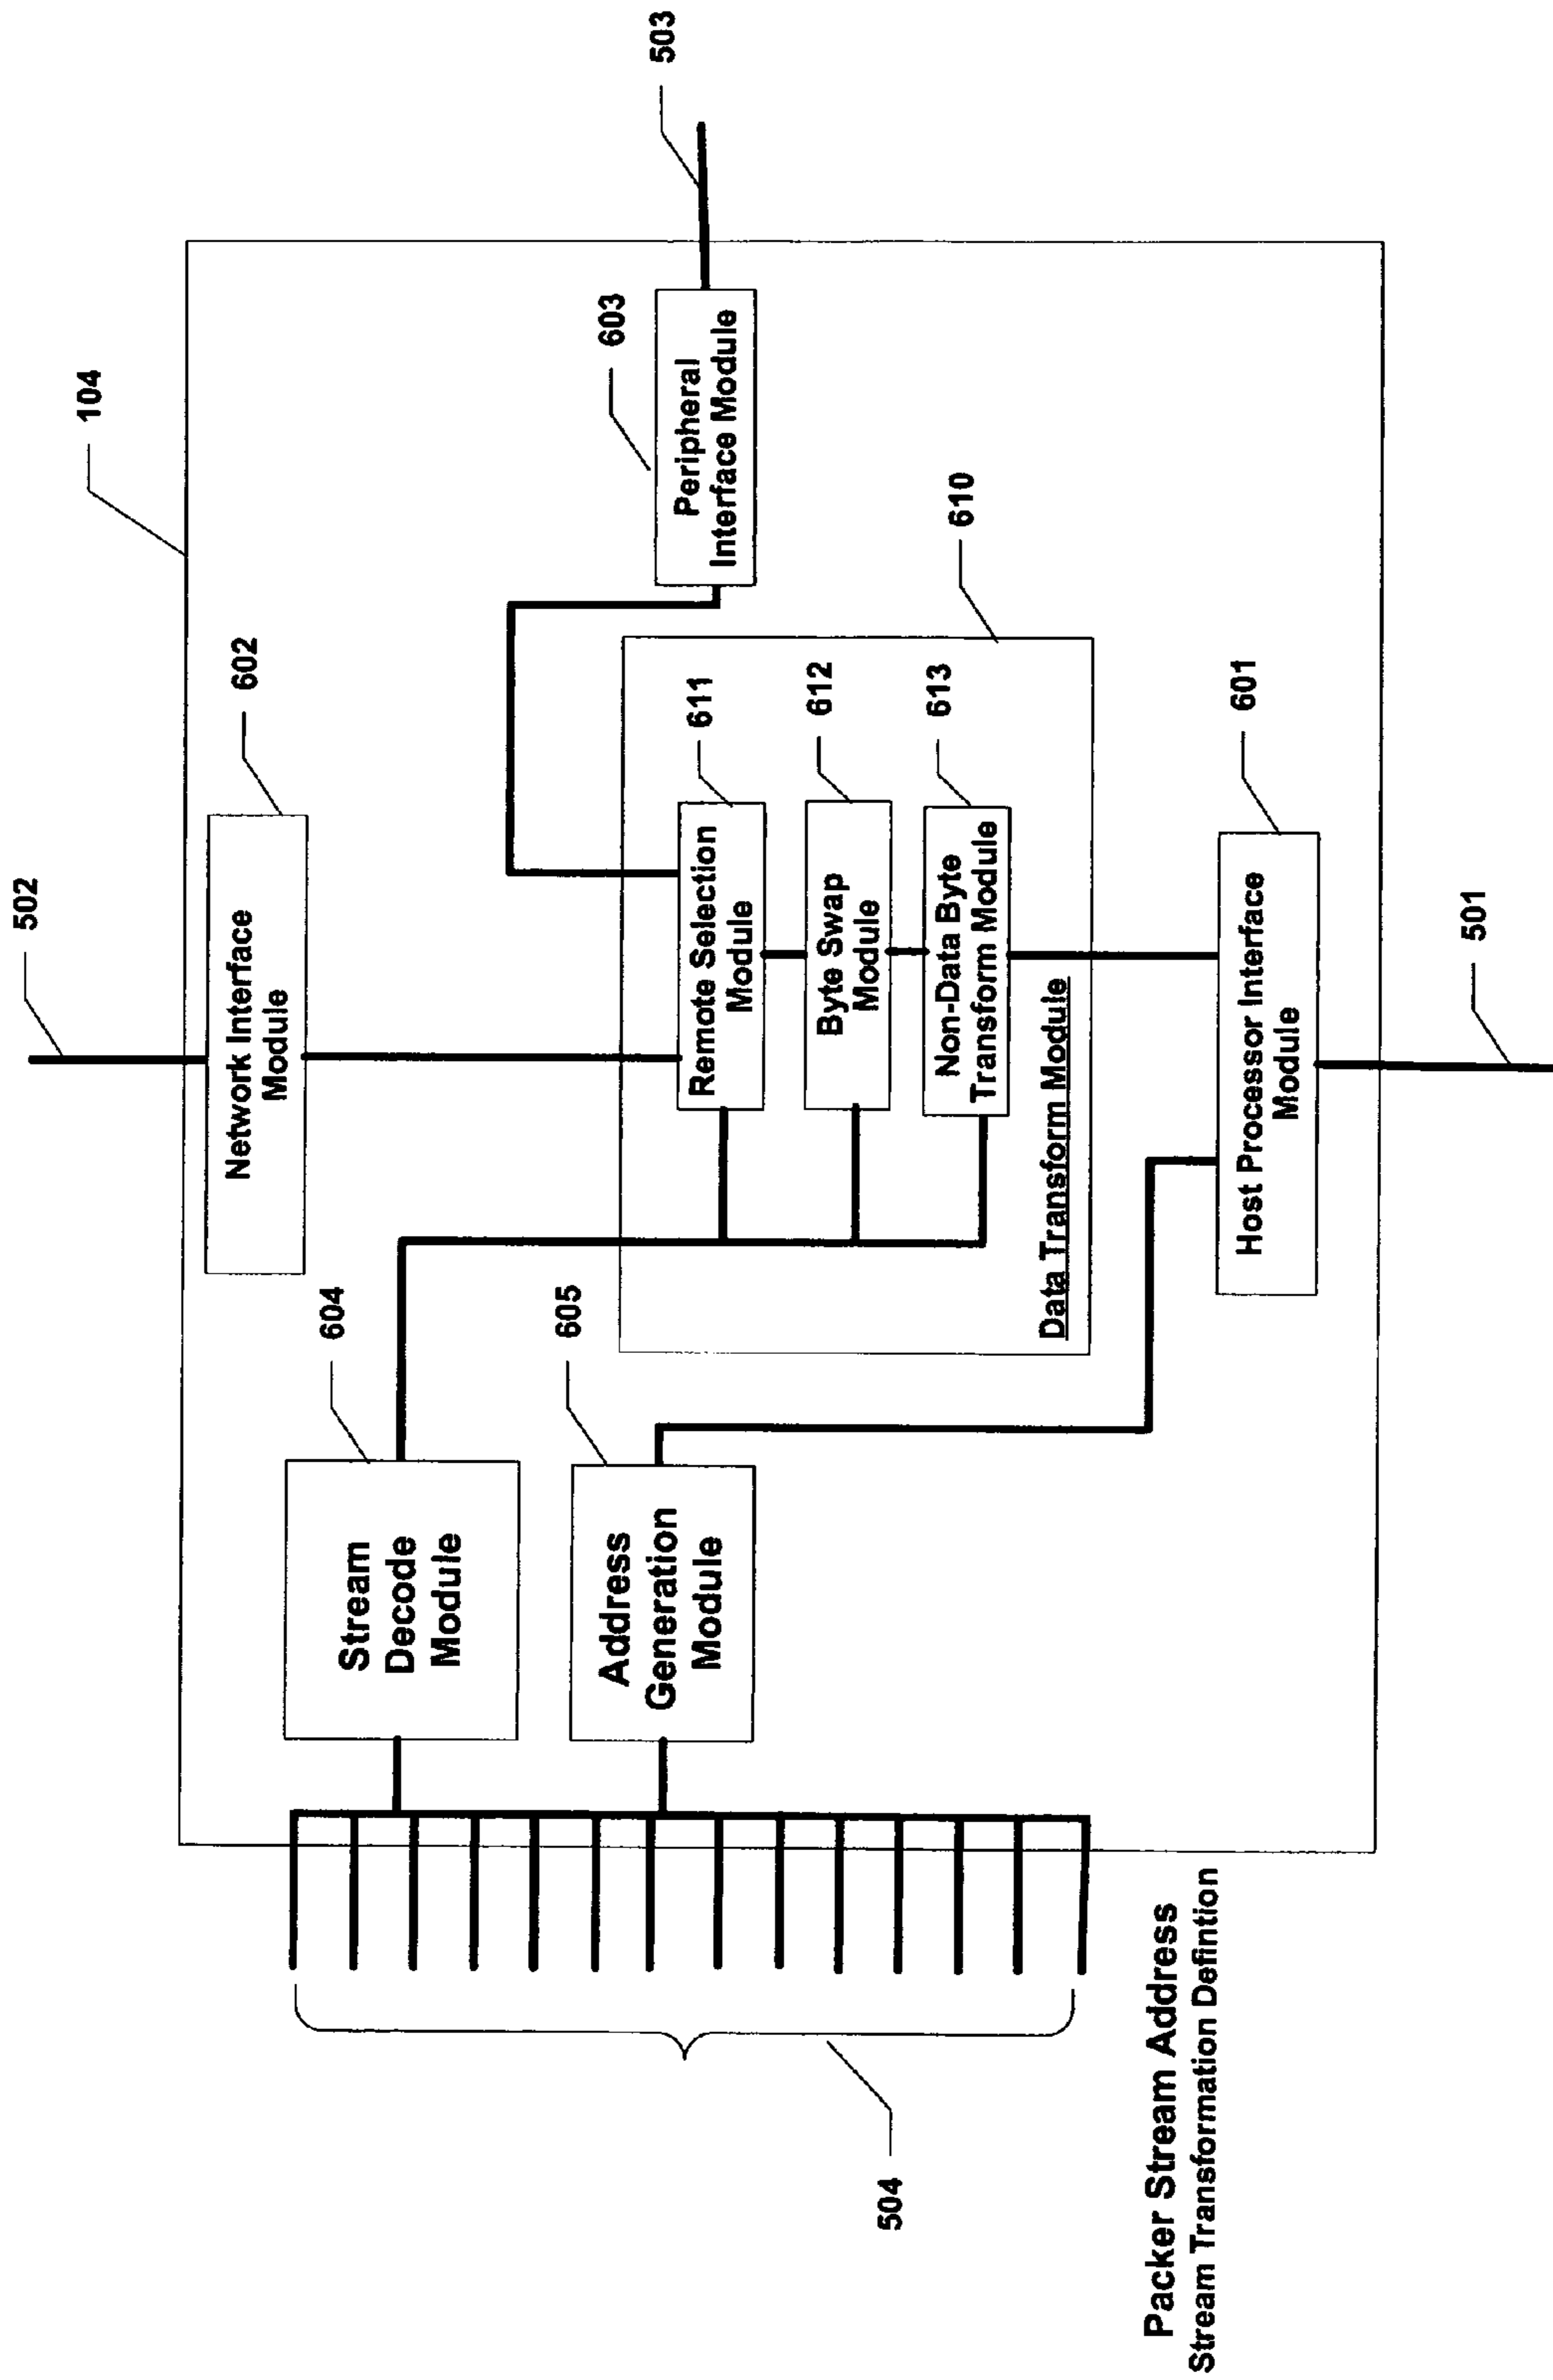 502
104
602
Network Interface
Module
503
603
Peripheral
Interface Module
604
Stream
Decode
Module
605
Address
Generation
Module
610
611
Remote Selection
Module
612
Byte Swap
Module
613
Non-Data Byte
Transform Module
Data Transform Module
601
Host Processor Interface
Module
501
504
Packer Stream Address
Stream Transformation Defintion